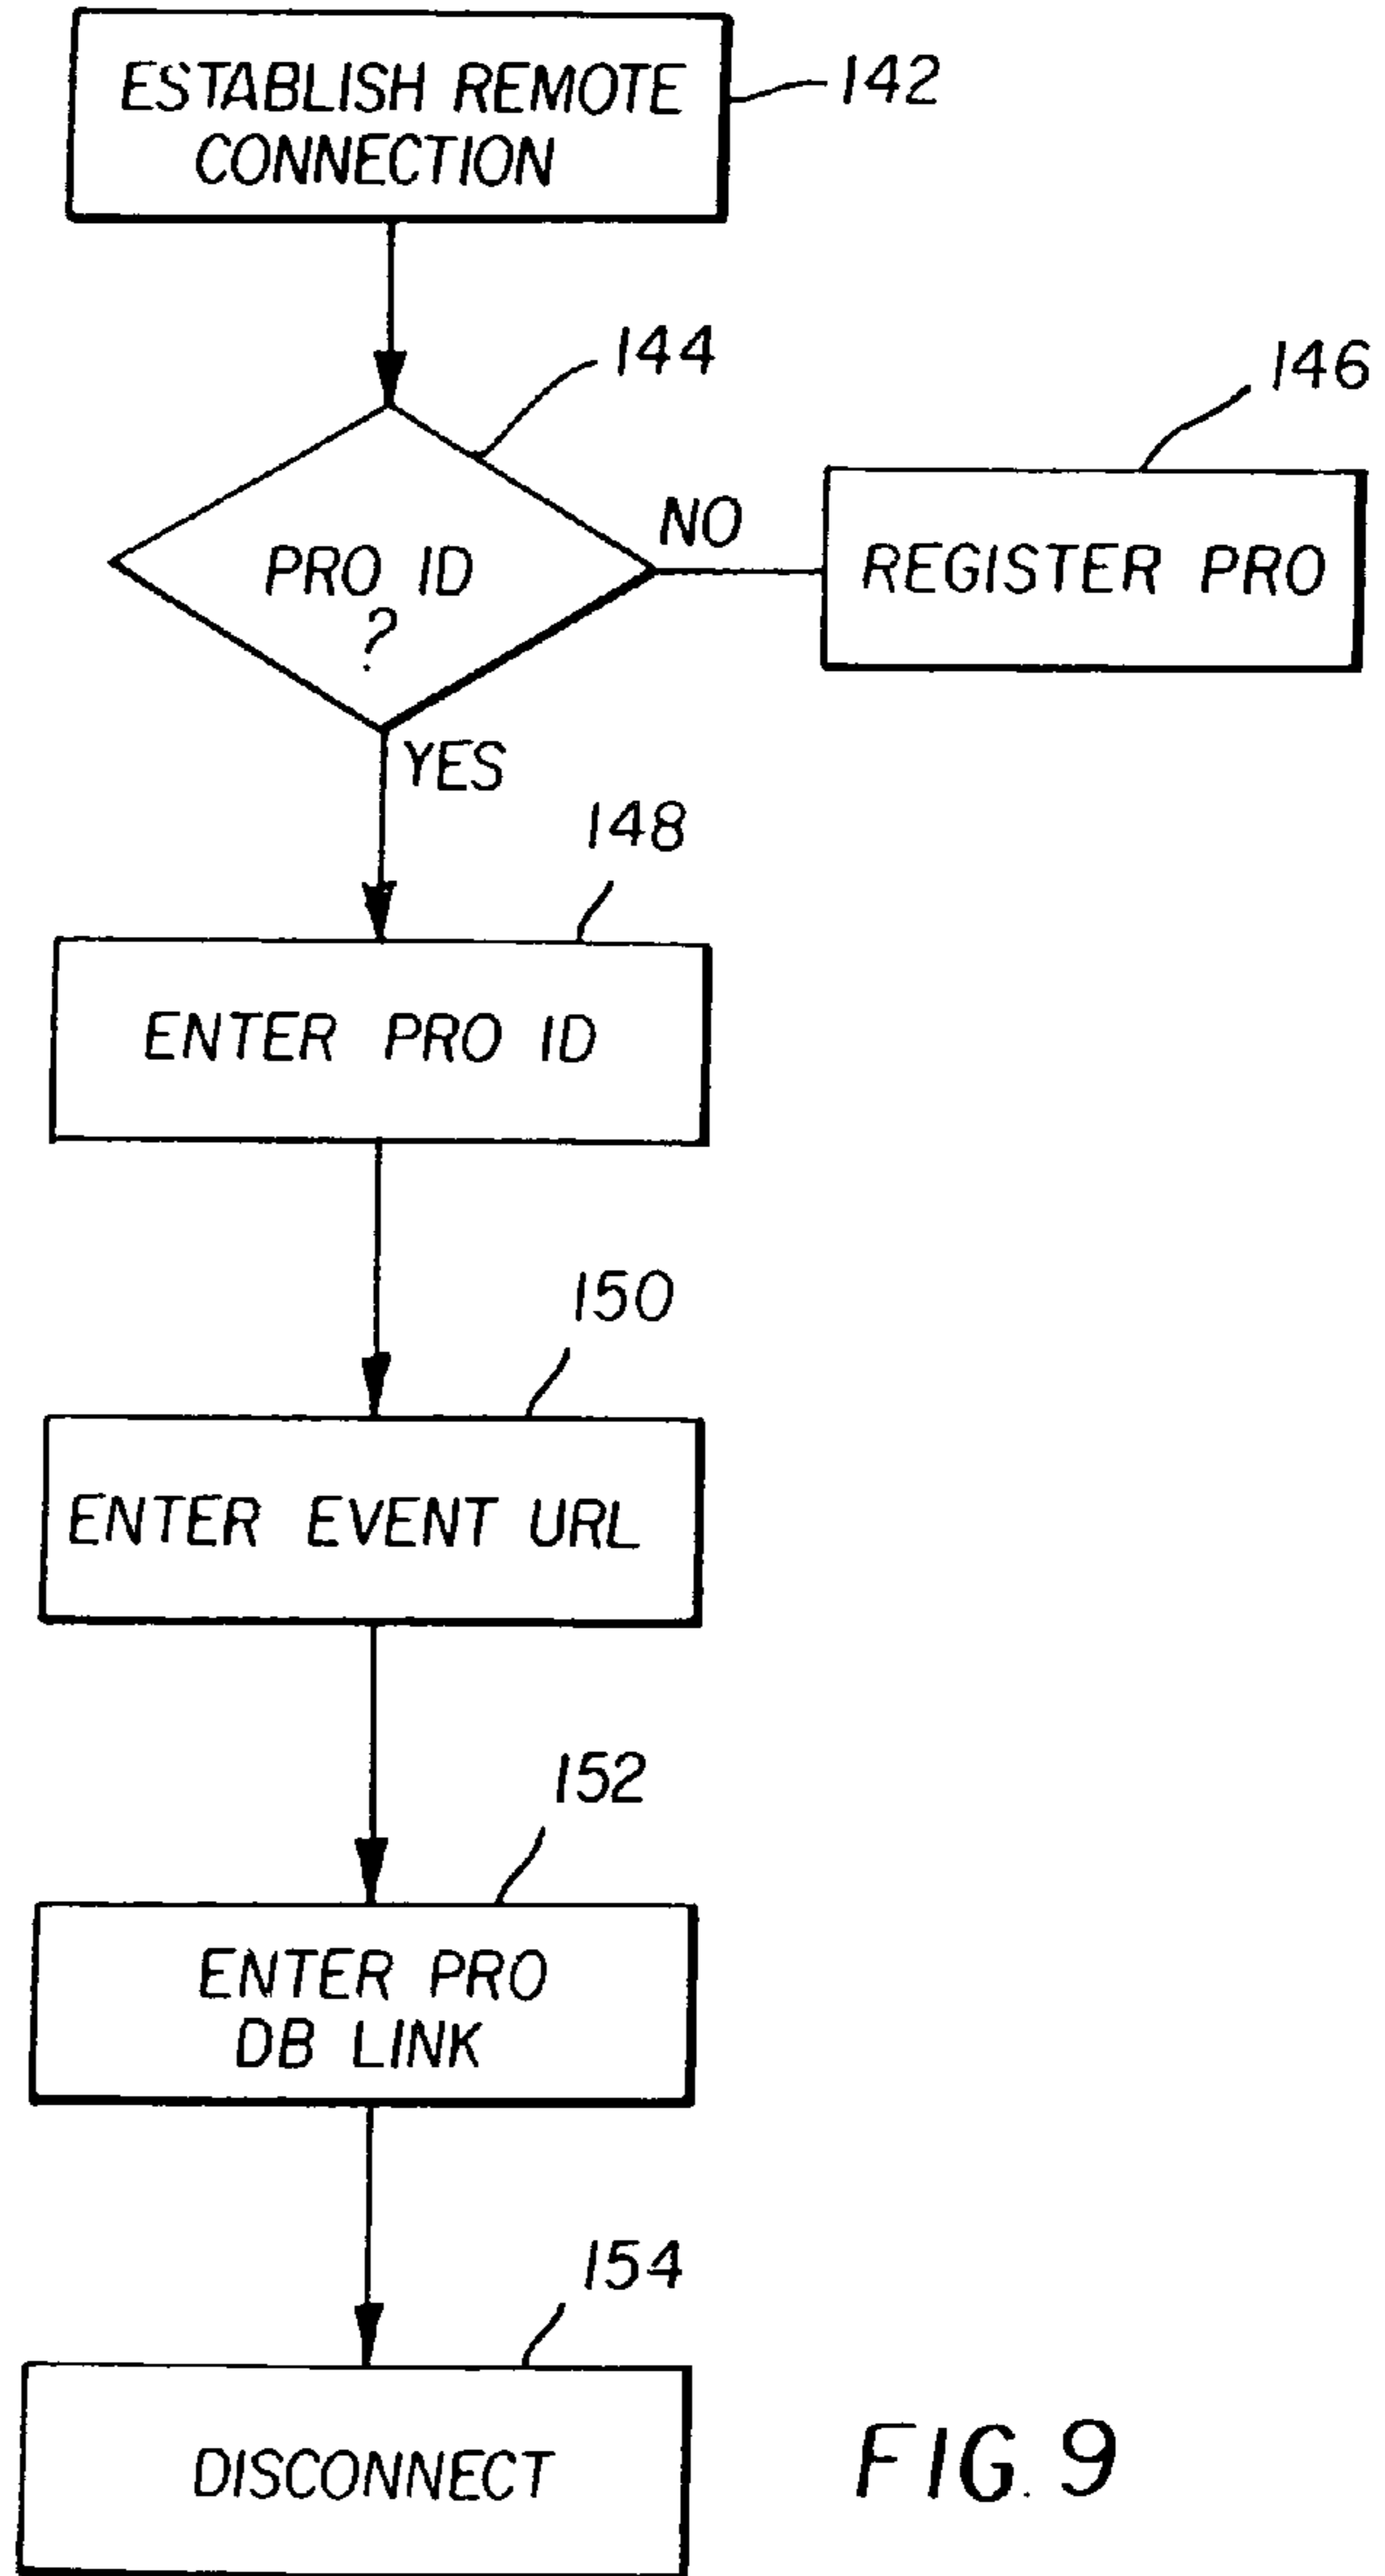 ESTABLISH REMOTE
CONNECTION
142
144
146
PRO ID
?
NO
REGISTER PRO
YES
148
ENTER PRO ID
150
ENTER EVENT URL
152
ENTER PRO
DB LINK
154
DISCONNECT
FIG. 9